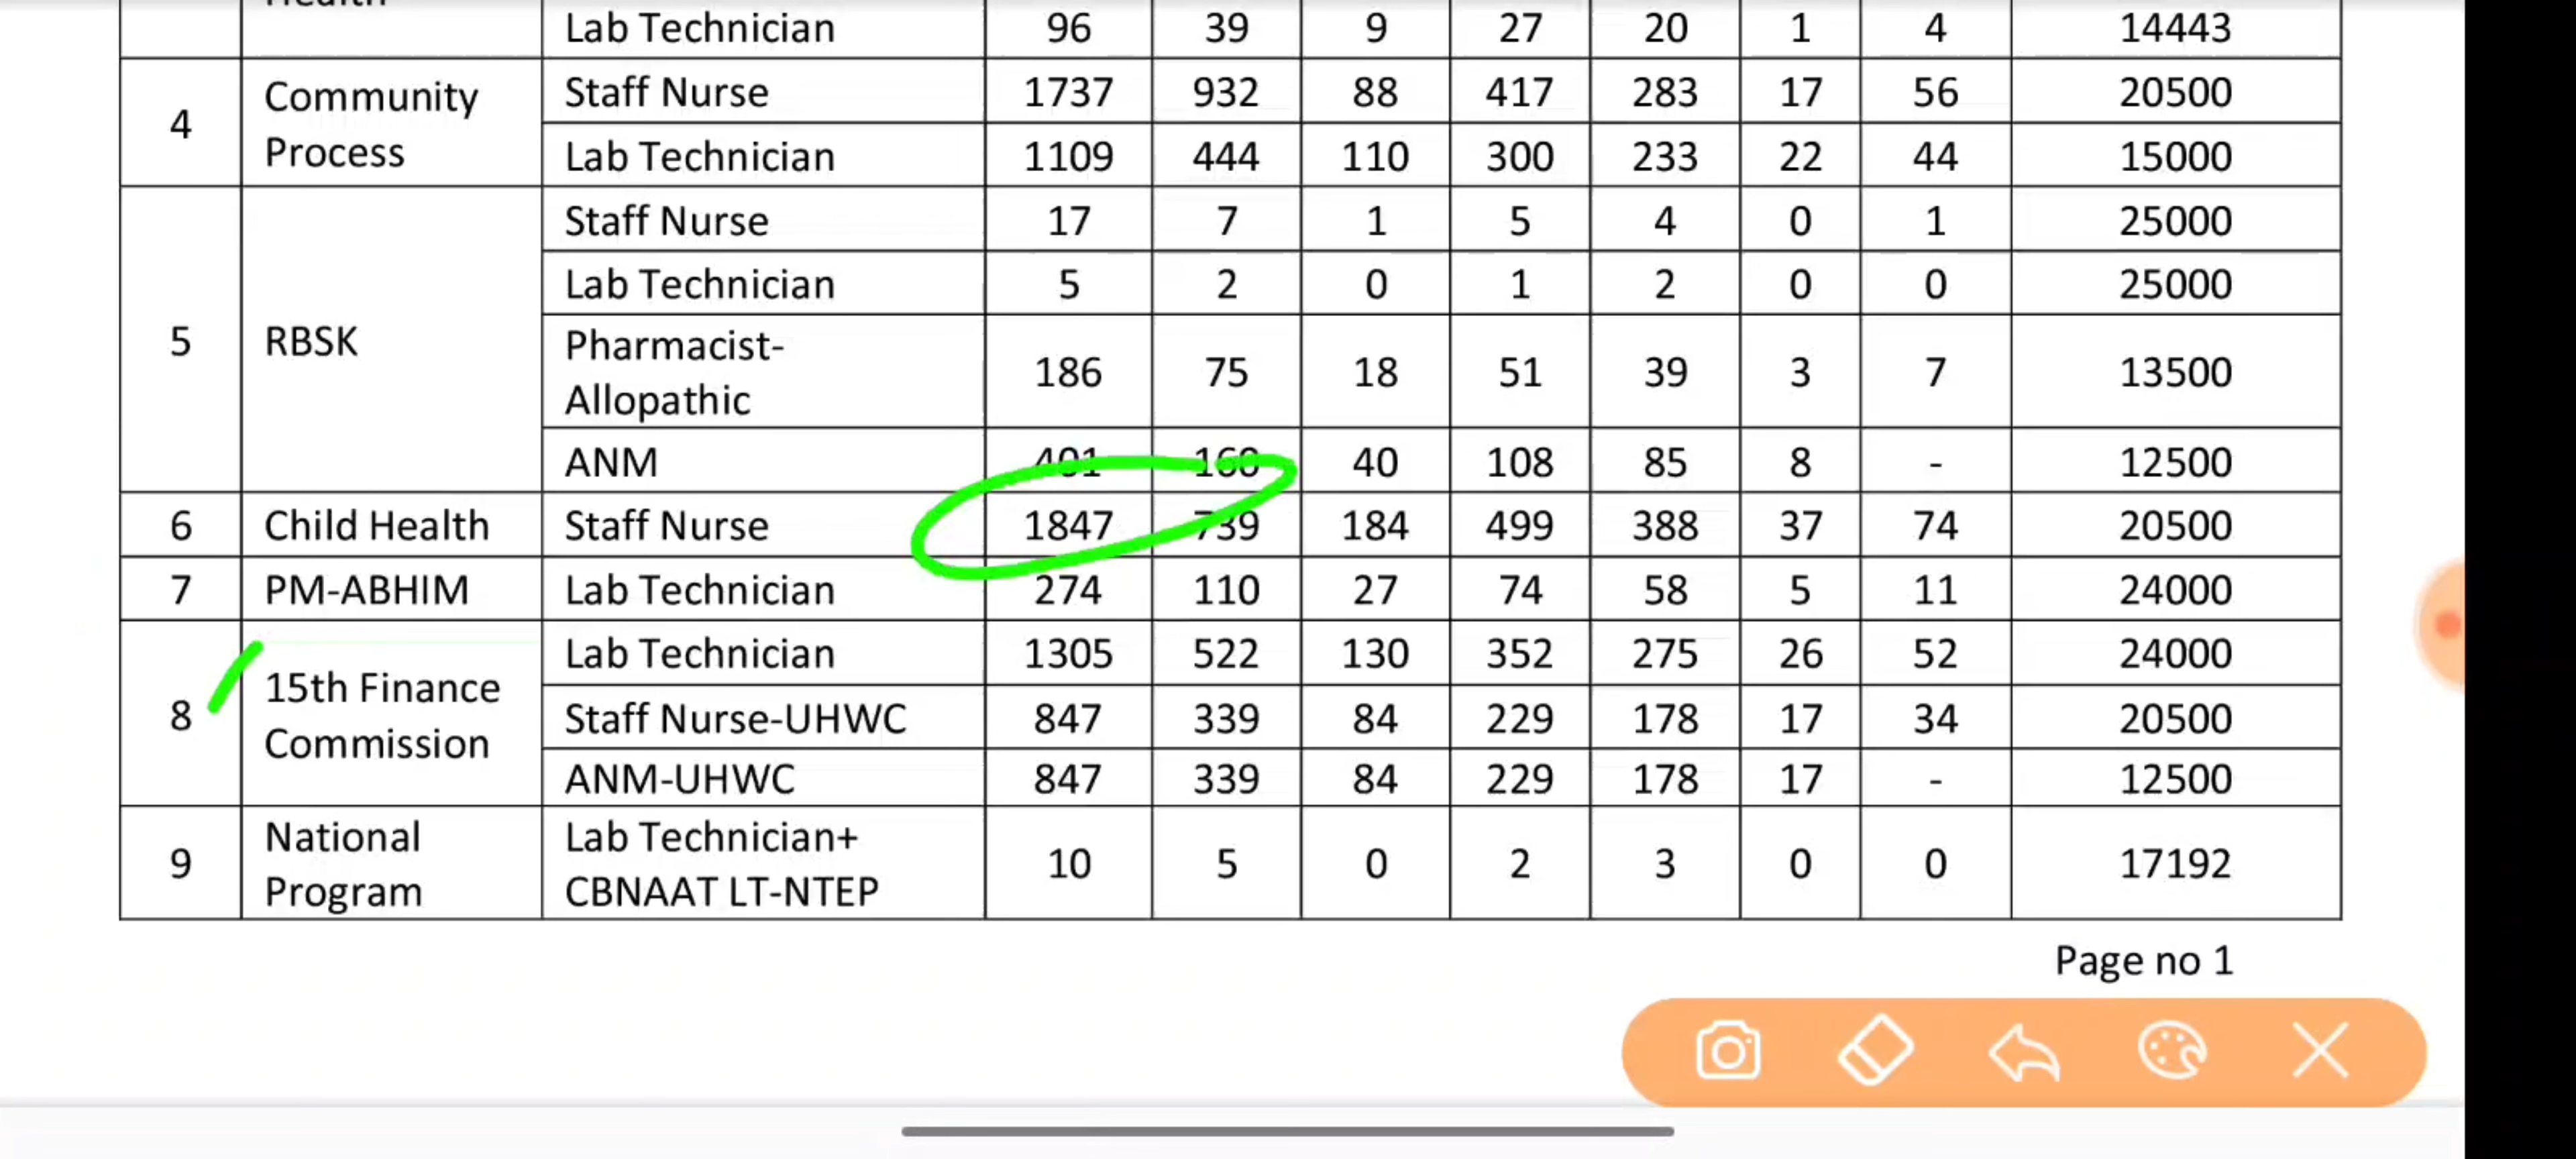 Lab Technician 96 39 9 27 20 1 4 14443
4 Community Process Staff Nurse 1737 932 88 417 283 17 56 20500
Lab Technician 1109 444 110 300 233 22 44 15000
5 RBSK Staff Nurse 17 7 1 5 4 0 1 25000
Lab Technician 5 2 0 1 2 0 0 25000
Pharmacist-
Allopathic 186 75 18 51 39 3 7 13500
ANM 401 160 40 108 85 8 - 12500
6 Child Health Staff Nurse 1847 739 184 499 388 37 74 20500
7 PM-ABHIM Lab Technician 274 110 27 74 58 5 11 24000
8 15th Finance Commission Lab Technician 1305 522 130 352 275 26 52 24000
Staff Nurse-UHWC 847 339 84 229 178 17 34 20500
ANM-UHWC 847 339 84 229 178 17 - 12500
9 National Program Lab Technician+
CBNAAT LT-NTEP 10 5 0 2 3 0 0 17192
Page no 1